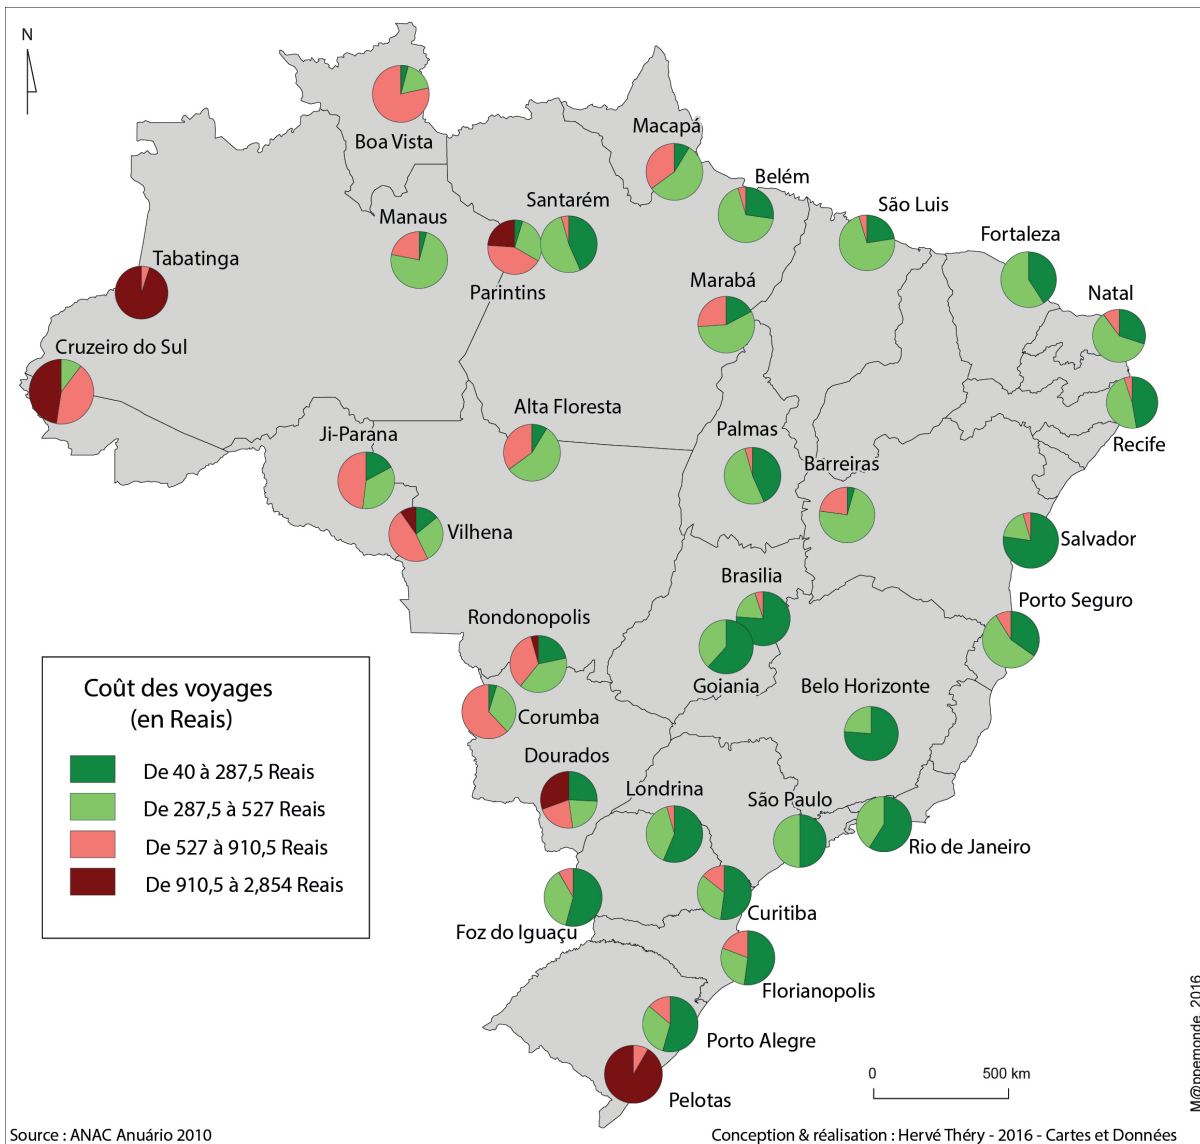 N
Boa Vista
Macapá
Belém
Santarém
Manaus
São Luis
Fortaleza
Tabatinga
Parintins
Marabá
Natal
Cruzeiro do Sul
Alta Floresta
Ji-Parana
Palmas
Barreiras
Recife
Vilhena
Salvador
Brasilia
Porto Seguro
Rondonopolis
Goiania
Belo Horizonte
Corumba
Dourados
Londrina
São Paulo
Rio de Janeiro
Curitiba
Foz do Iguaçu
Florianopolis
Porto Alegre
Pelotas
Coût des voyages
(en Reais)
De 40 à 287,5 Reais
De 287,5 à 527 Reais
De 527 à 910,5 Reais
De 910,5 à 2,854 Reais
0 500 km
M@ppemonde 2016
Source : ANAC Anuário 2010
Conception & réalisation : Hervé Théry - 2016 - Cartes et Données